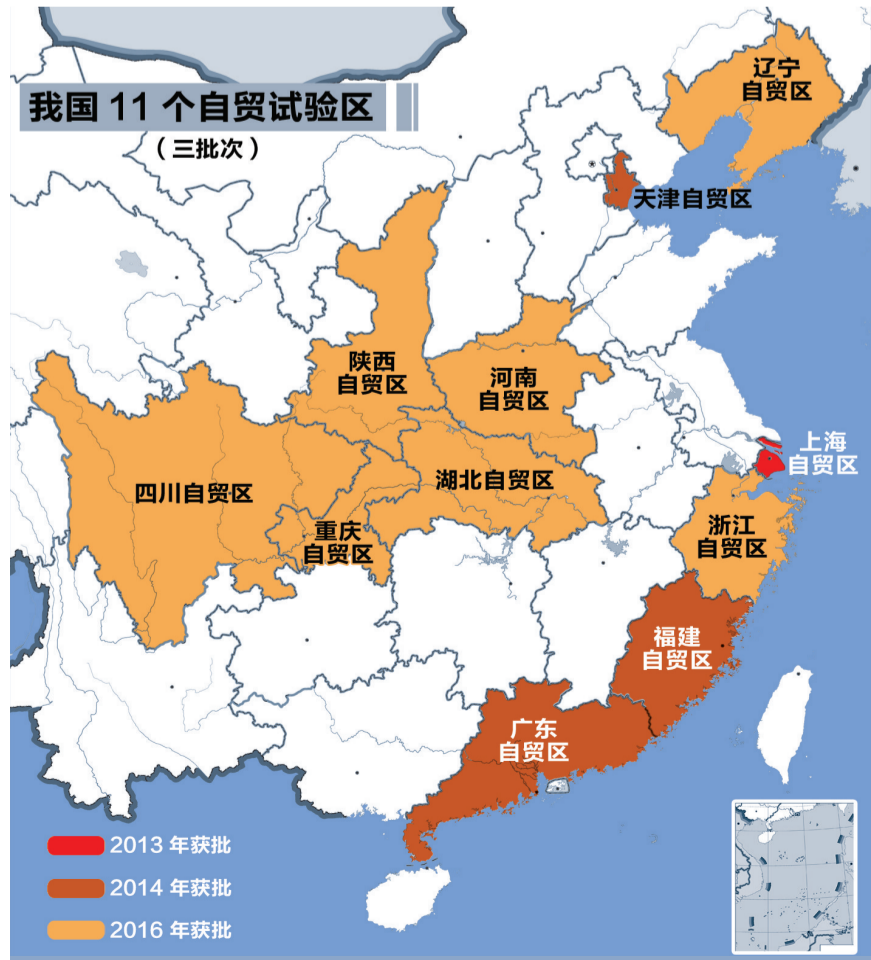 我国 11 个自贸试验区
（三批次）
辽宁
自贸区
天津自贸区
陕西
自贸区
河南
自贸区
上海
自贸区
四川自贸区
湖北自贸区
重庆
自贸区
浙江
自贸区
福建
自贸区
广东
自贸区
2013 年获批
2014 年获批
2016 年获批